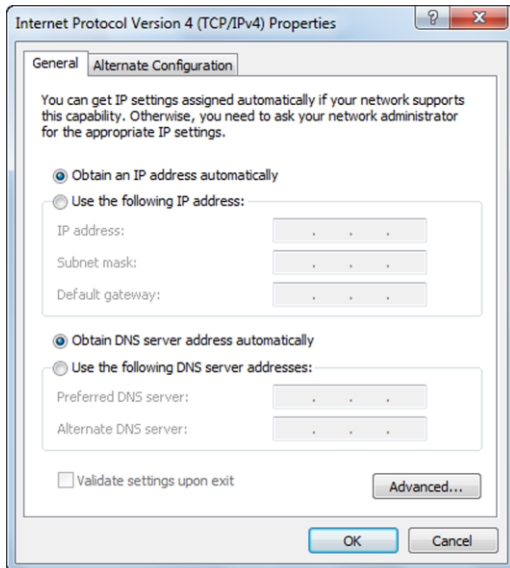 Internet Protocol Version 4 (TCP/IPv4) Properties
General
Alternate Configuration
You can get IP settings assigned automatically if your network supports
this capability. Otherwise, you need to ask your network administrator
for the appropriate IP settings.
Obtain an IP address automatically
Use the following IP address:
IP address:
Subnet mask:
Default gateway:
Obtain DNS server address automatically
Use the following DNS server addresses:
Preferred DNS server:
Alternate DNS server:
Validate settings upon exit
Advanced...
OK
Cancel